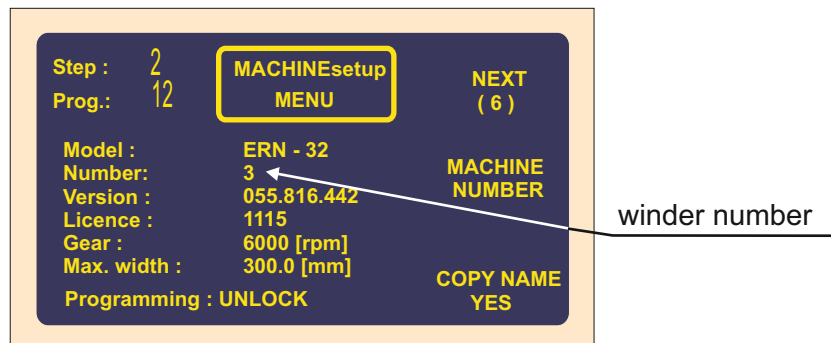 Step : 2
Prog.: 12
MACHINEsetup
MENU
NEXT
( 6 )
Model : ERN - 32
Number: 3
Version : 055.816.442
Licence : 1115
Gear : 6000 [rpm]
Max. width : 300.0 [mm]
Programming : UNLOCK
MACHINE
NUMBER
COPY NAME
YES
winder number